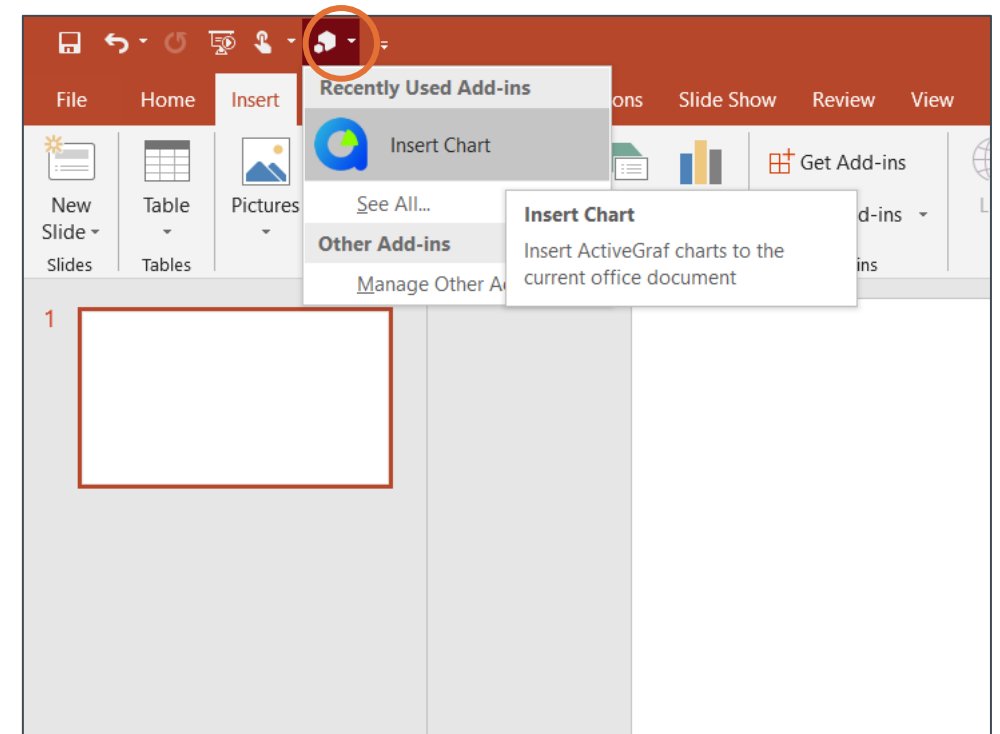 File Home Insert ons Slide Show Review View
Recently Used Add-ins
Insert Chart
See All...
Other Add-ins
Manage Other A
New
Slide
Slides
Table
Tables
Pictures
Get Add-ins
d-ins
ins
L
Insert Chart
Insert ActiveGraf charts to the
current office document
1